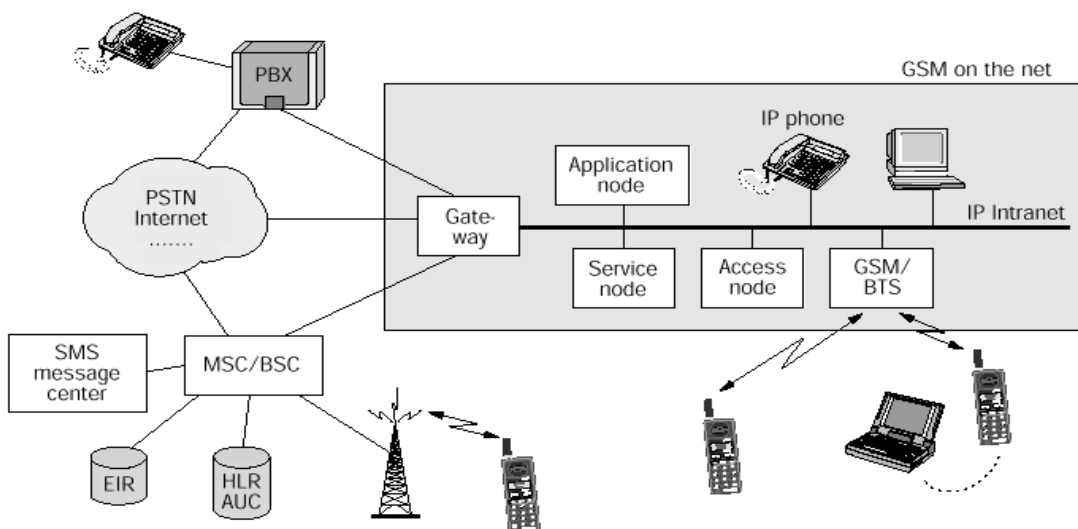 GSM on the net
PBX
IP phone
Application
node
PSTN
Internet
.......
Gate-
way
IP Intranet
Service
node
Access
node
GSM/
BTS
SMS
message
center
MSC/BSC
EIR
HLR
AUC